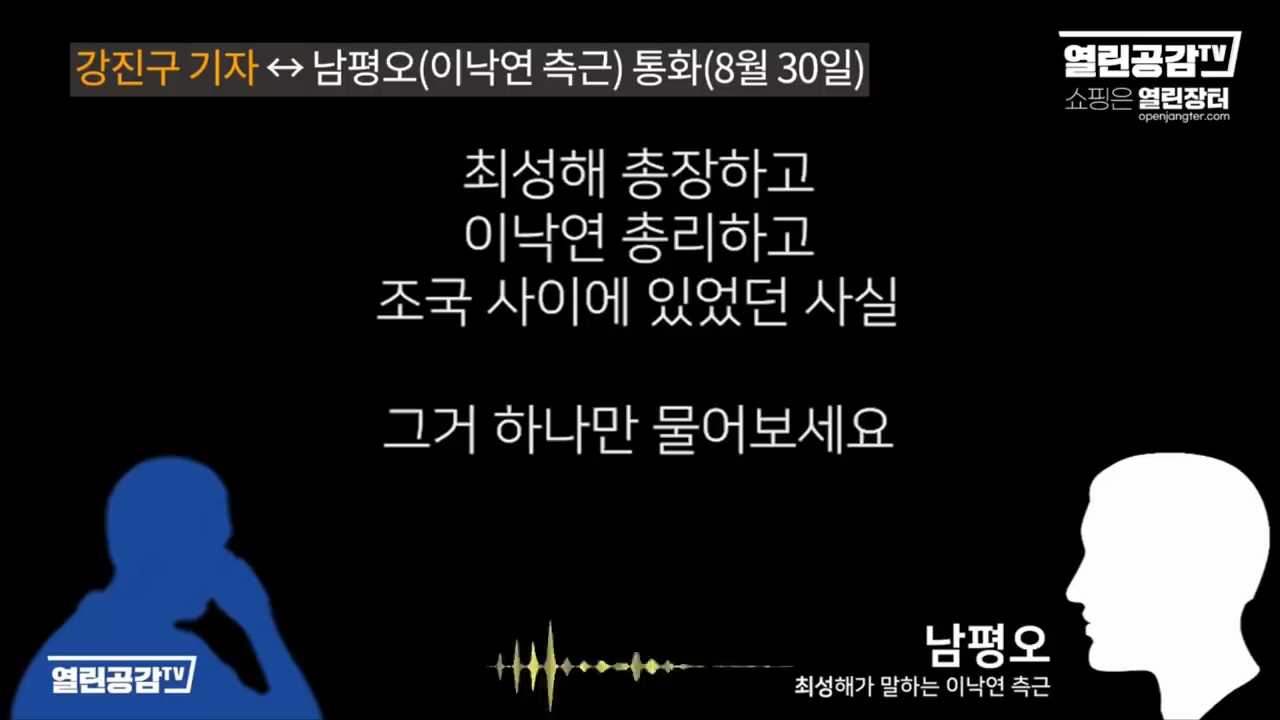 강진구 기자 ↔ 남평오(이낙연 측근) 통화(8월 30일)
열린공감TV
쇼핑은 열린장터
openjangter.com
최성해 총장하고
이낙연 총리하고
조국 사이에 있었던 사실
그거 하나만 물어보세요
남평오
최성해가 말하는 이낙연 측근
열린공감TV